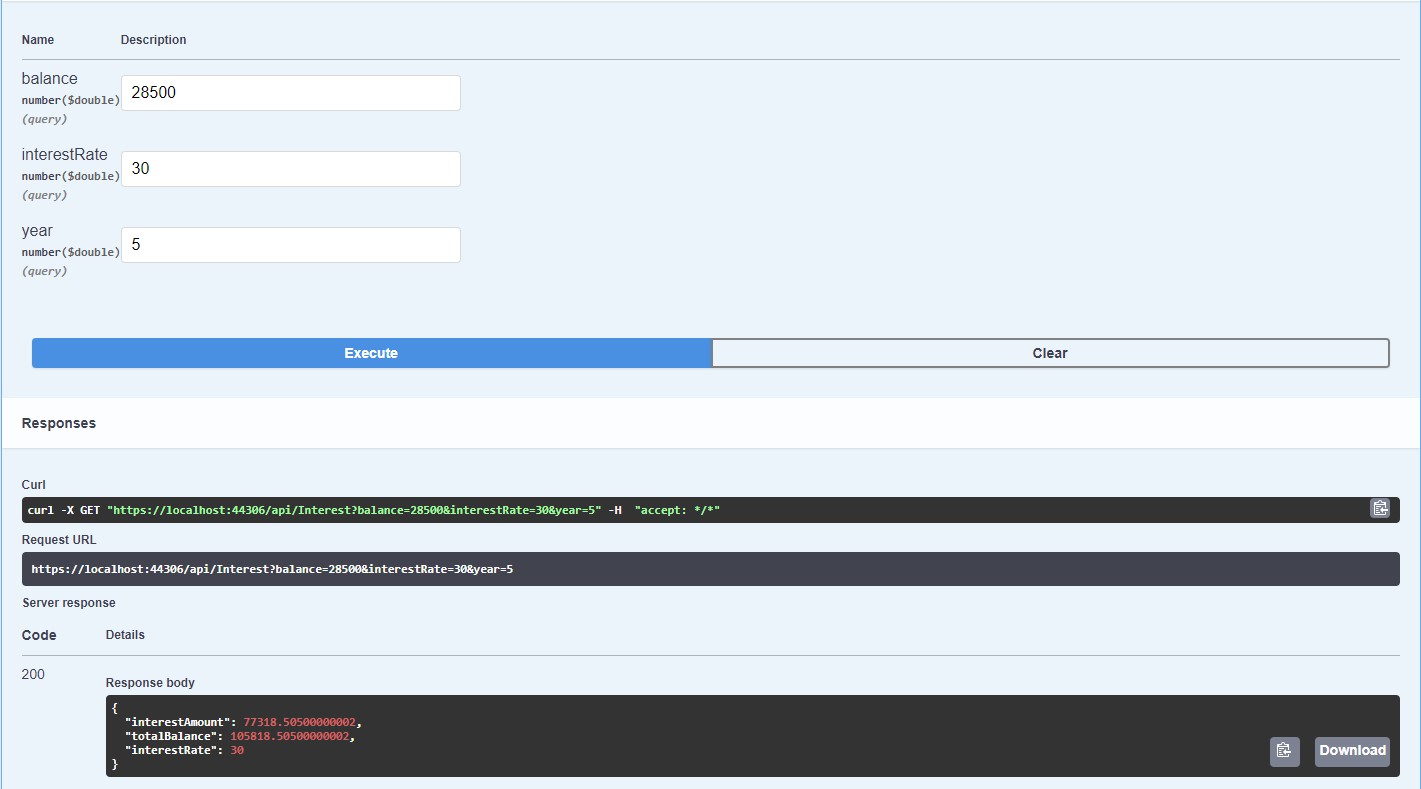 Name Description
balance
number($double)
(query)
28500
interestRate
number($double)
(query)
30
year
number($double)
(query)
5
Execute Clear
Responses
Curl
curl -X GET "https://localhost:44306/api/Interest?balance=28500&interestRate=30&year=5" -H  "accept: */*"
Request URL
https://localhost:44306/api/Interest?balance=28500&interestRate=30&year=5
Server response
Code Details
200
Response body
{
  "interestAmount": 77318.50500000002,
  "totalBalance": 105818.50500000002,
  "interestRate": 30
}
Download